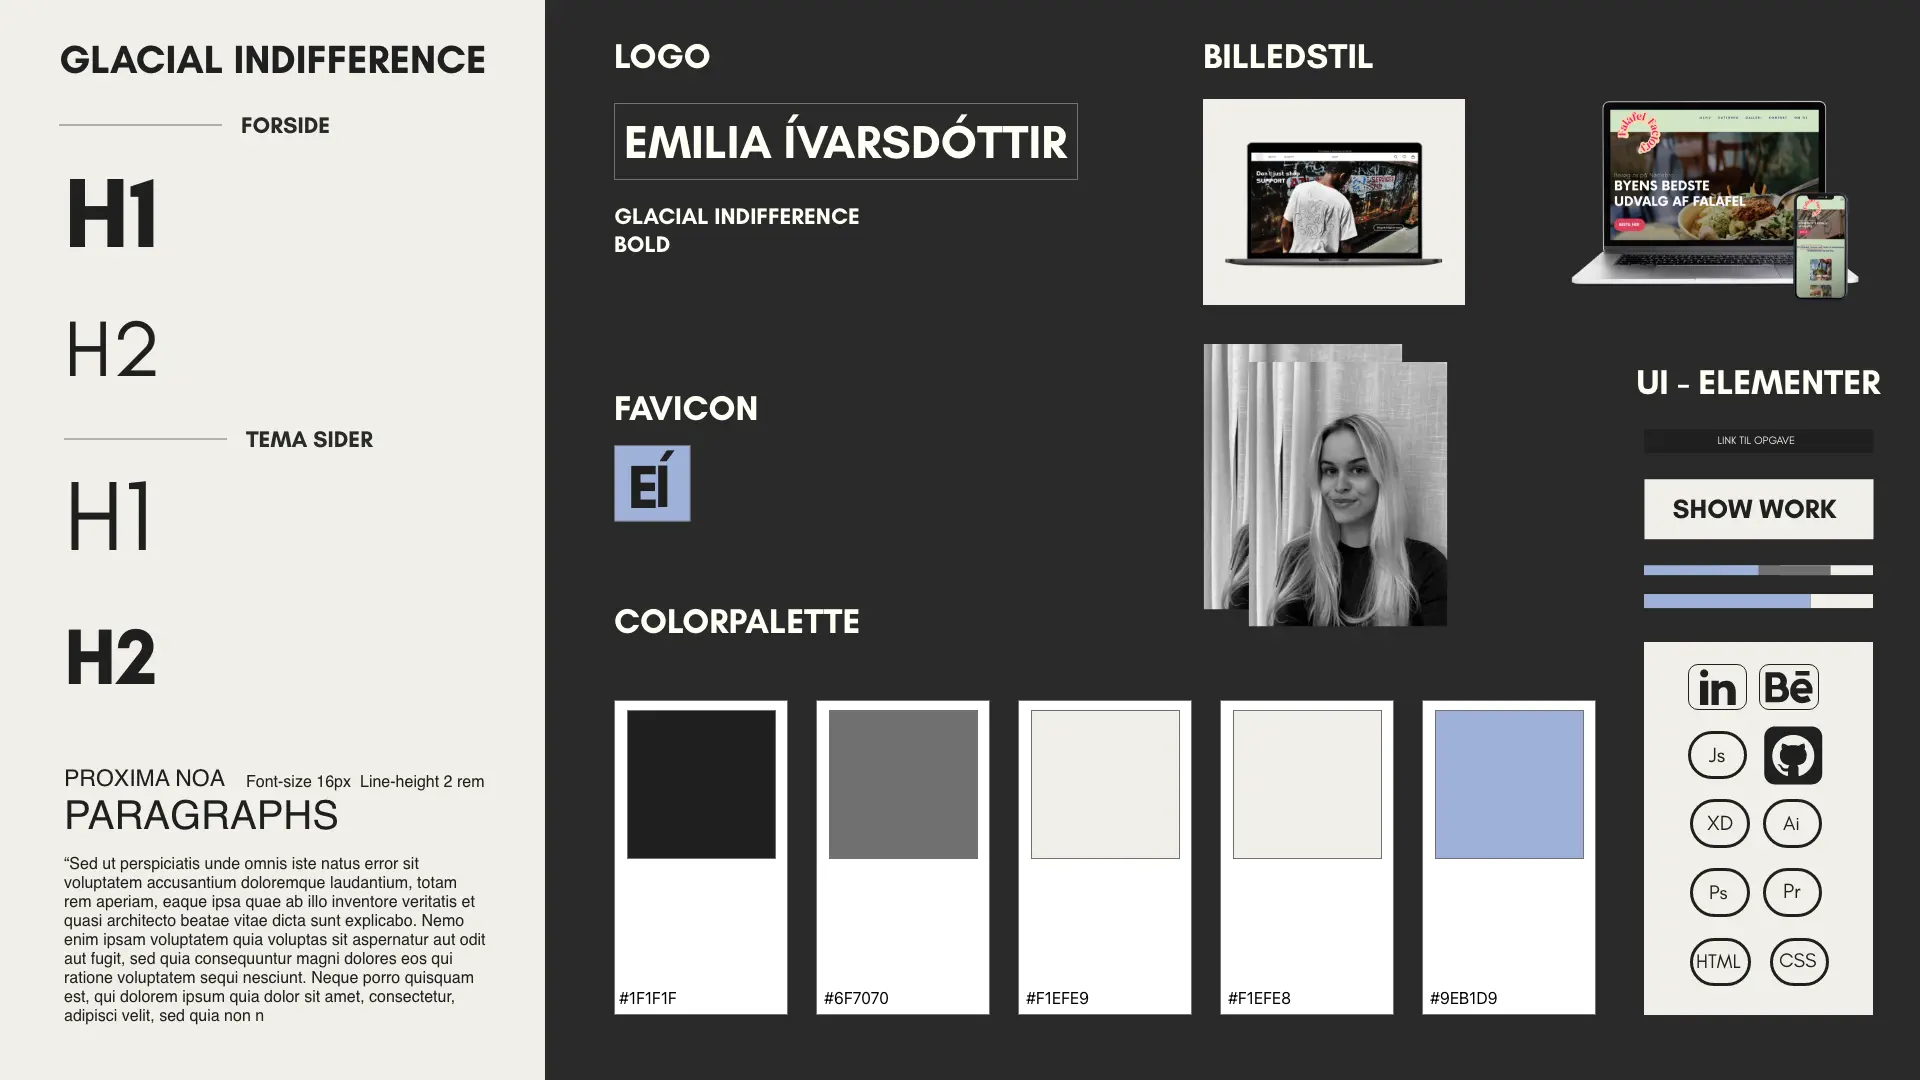 GLACIAL INDIFFERENCE
FORSIDE
H1
H2
TEMA SIDER
H1
H2
PROXIMA NOA Font-size 16px Line-height 2 rem
PARAGRAPHS
“Sed ut perspiciatis unde omnis iste natus error sit
voluptatem accusantium doloremque laudantium, totam
rem aperiam, eaque ipsa quae ab illo inventore veritatis et
quasi architecto beatae vitae dicta sunt explicabo. Nemo
enim ipsam voluptatem quia voluptas sit aspernatur aut odit
aut fugit, sed quia consequuntur magni dolores eos qui
ratione voluptatem sequi nesciunt. Neque porro quisquam
est, qui dolorem ipsum quia dolor sit amet, consectetur,
adipisci velit, sed quia non n
LOGO
EMILIA ÍVARSDÓTTIR
GLACIAL INDIFFERENCE
BOLD
FAVICON
EÍ
COLORPALETTE
#1F1F1F
#6F7070
#F1EFE9
#F1EFE8
#9EB1D9
BILLEDSTIL
Don't just shop
SUPPORT
Falafel Factory
BYENS BEDSTE
UDVALG AF FALAFEL
UI - ELEMENTER
LINK TIL OPGAVE
SHOW WORK
in Bē
Js
XD Ai
Ps Pr
HTML CSS